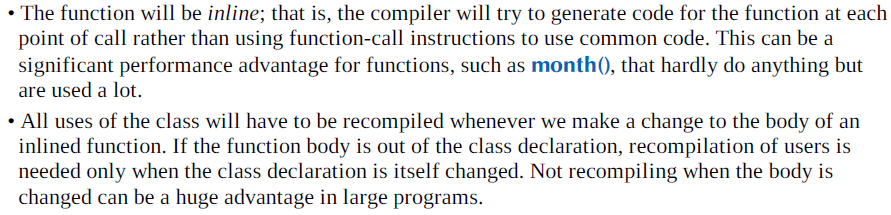 • The function will be inline; that is, the compiler will try to generate code for the function at each
point of call rather than using function-call instructions to use common code. This can be a
significant performance advantage for functions, such as month(), that hardly do anything but
are used a lot.
• All uses of the class will have to be recompiled whenever we make a change to the body of an
inlined function. If the function body is out of the class declaration, recompilation of users is
needed only when the class declaration is itself changed. Not recompiling when the body is
changed can be a huge advantage in large programs.